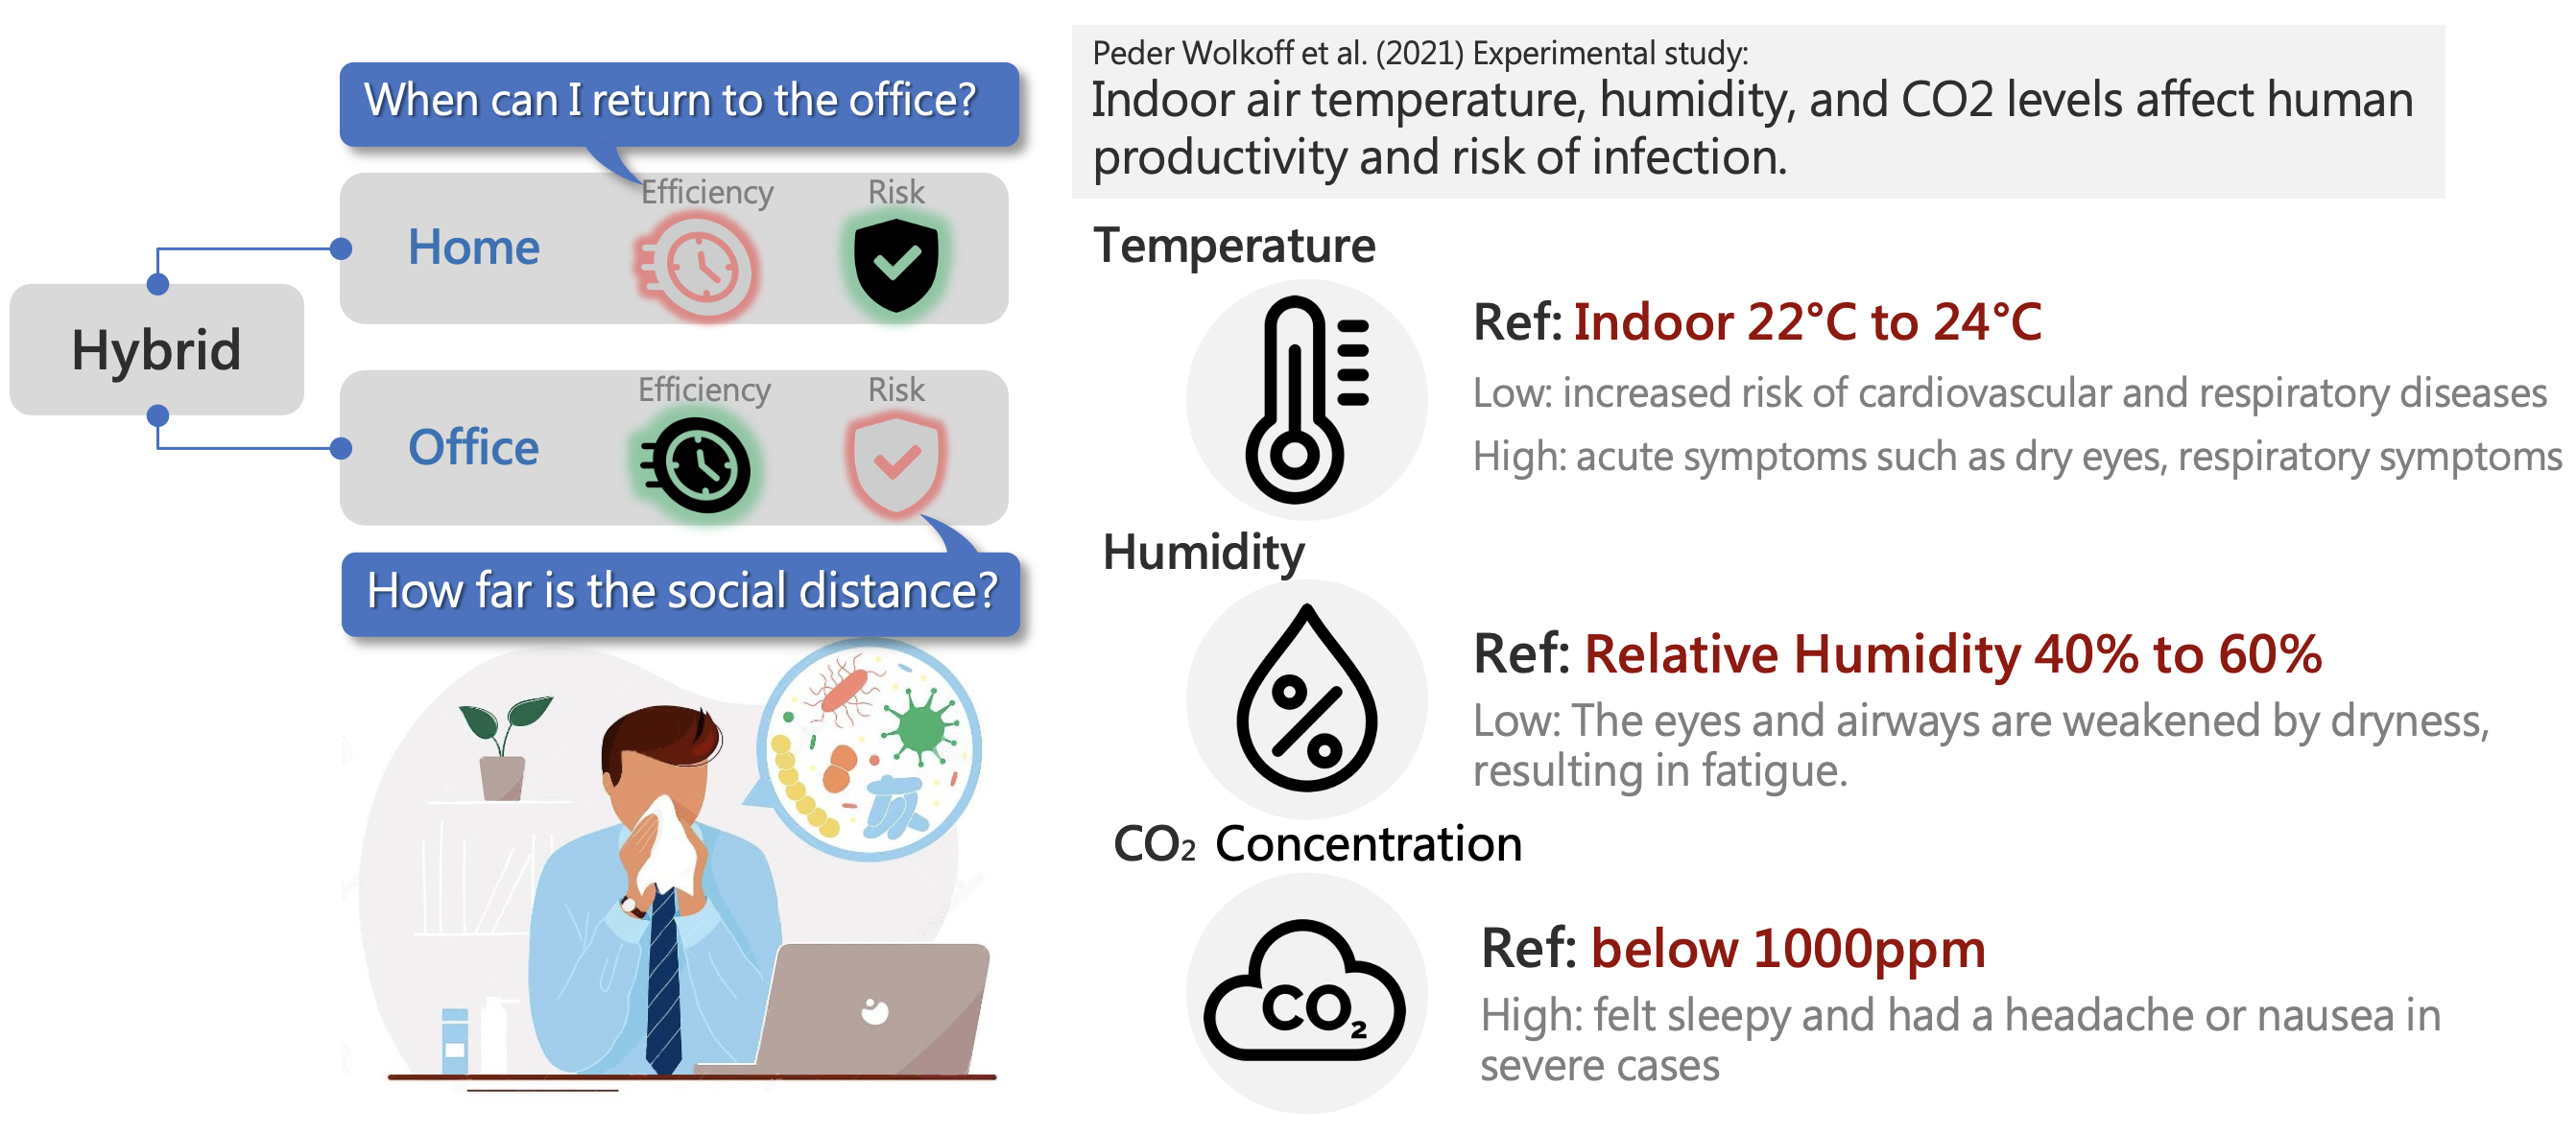 When can I return to the office?
Efficiency
Risk
Home
Hybrid
Efficiency
Risk
Office
How far is the social distance?
Peder Wolkoff et al. (2021) Experimental study:
Indoor air temperature, humidity, and CO2 levels affect human
productivity and risk of infection.
Temperature
Ref: Indoor 22°C to 24°C
Low: increased risk of cardiovascular and respiratory diseases
High: acute symptoms such as dry eyes, respiratory symptoms
Humidity
Ref: Relative Humidity 40% to 60%
Low: The eyes and airways are weakened by dryness,
resulting in fatigue.
CO₂ Concentration
CO₂
Ref: below 1000ppm
High: felt sleepy and had a headache or nausea in
severe cases